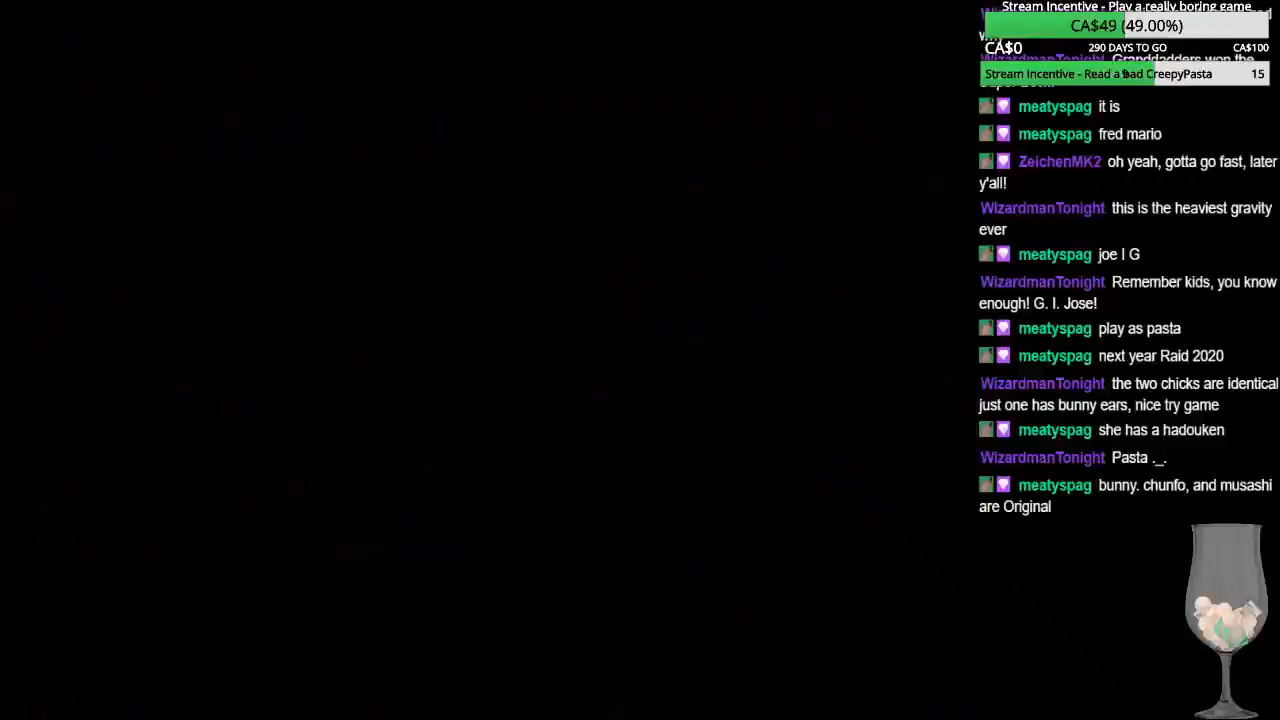 Stream Incentive - Play a really boring game
CA$49 (49.00%)
CA$0 290 DAYS TO GO CA$100
WizardmanTonight Granddadders won the
Stream Incentive - Read a Bad CreepyPasta 15
meatyspag it is
meatyspag fred mario
ZeichenMK2 oh yeah, gotta go fast, later
y'all!
WizardmanTonight this is the heaviest gravity
ever
meatyspag joe I G
WizardmanTonight Remember kids, you know
enough! G. I. Jose!
meatyspag play as pasta
meatyspag next year Raid 2020
WizardmanTonight the two chicks are identical
just one has bunny ears, nice try game
meatyspag she has a hadouken
WizardmanTonight Pasta ._.
meatyspag bunny. chunfo, and musashi
are Original